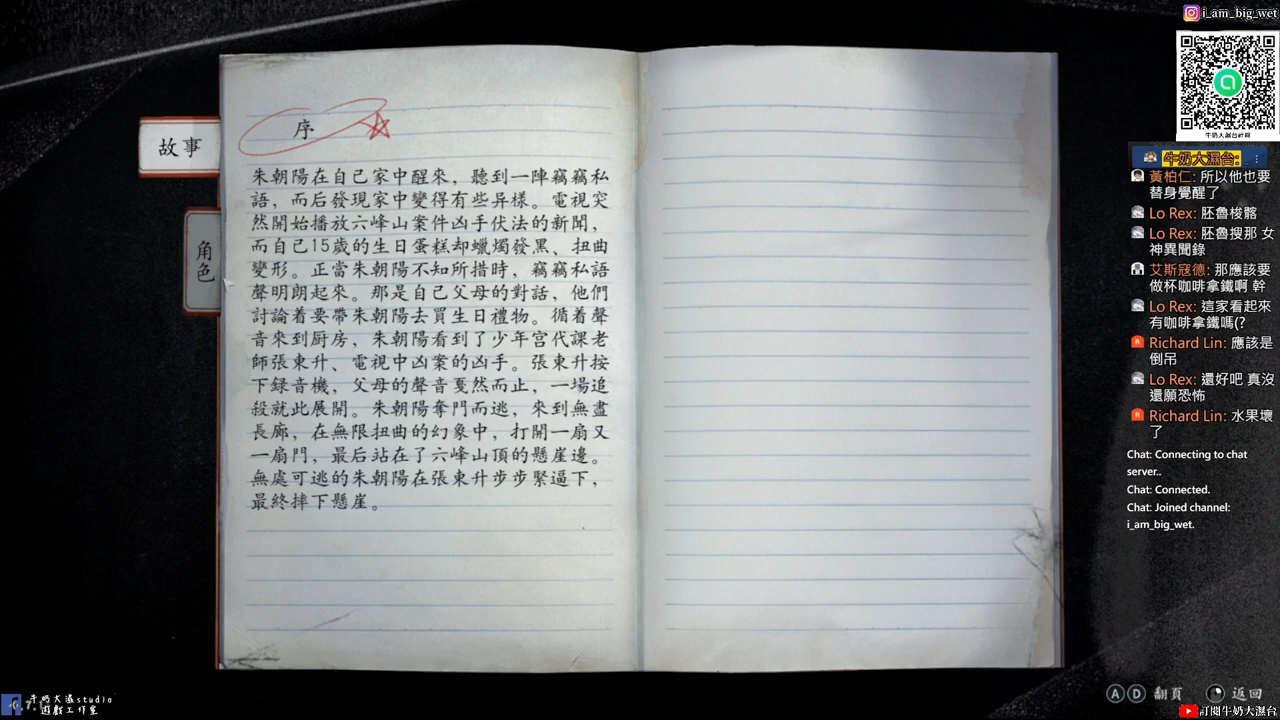 i_am_big_wet
牛奶大濕台社群
故事
角色
序
朱朝陽在自己家中醒來，聽到一陣竊竊私
語，而后發現家中變得有些异樣。電視突
然開始播放六峰山案件凶手伏法的新聞，
而自己15歲的生日蛋糕却蠟燭發黑、扭曲
變形。正當朱朝陽不知所措時，竊竊私語
聲明朗起來。那是自己父母的對話，他們
討論着要帶朱朝陽去買生日禮物。循着聲
音來到厨房，朱朝陽看到了少年宫代課老
師張東升、電視中凶案的凶手。張東升按
下録音機，父母的聲音戛然而止，一場追
殺就此展開。朱朝陽奪門而逃，來到無盡
長廊，在無限扭曲的幻象中，打開一扇又
一扇門，最后站在了六峰山頂的懸崖邊。
無處可逃的朱朝陽在張東升步步緊逼下，
最終摔下懸崖。
牛奶大濕台:
黃柏仁: 所以他也要
替身覺醒了
Lo Rex: 胚魯梭髂
Lo Rex: 胚魯搜那 女
神異聞錄
艾斯寇德: 那應該要
做杯咖啡拿鐵啊 幹
Lo Rex: 這家看起來
有咖啡拿鐵嗎(?
Richard Lin: 應該是
倒吊
Lo Rex: 還好吧 真沒
還願恐怖
Richard Lin: 水果壞
了
Chat: Connecting to chat
server..
Chat: Connected.
Chat: Joined channel:
i_am_big_wet.
牛奶大濕studio
遊戲工作室
A D 翻頁
返回
訂閱牛奶大濕台